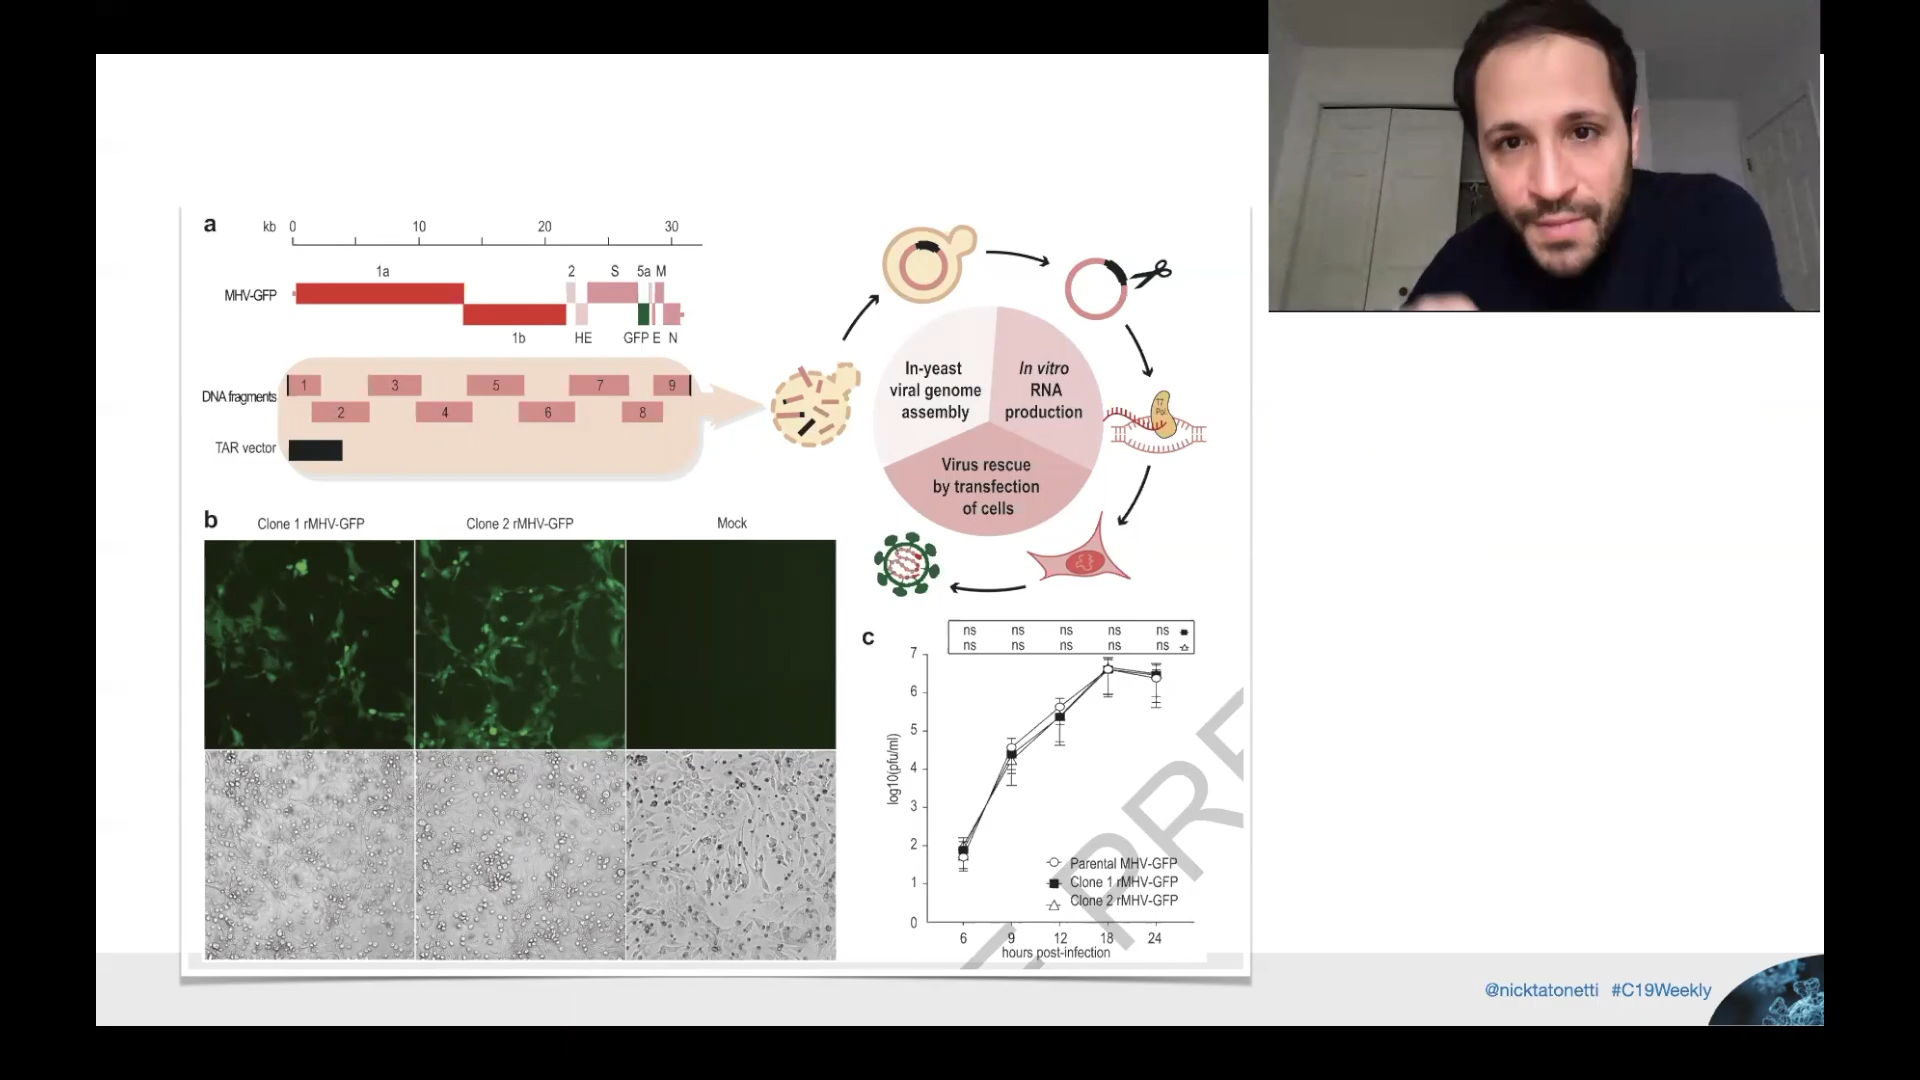 a
kb 0 10 20 30
1a 2 S 5a M
MHV-GFP
1b HE GFP E N
DNA fragments
1 3 5 7 9
2 4 6 8
TAR vector
In-yeast
viral genome
assembly
In vitro
RNA
production
T7
Pol
Virus rescue
by transfection
of cells
b
Clone 1 rMHV-GFP Clone 2 rMHV-GFP Mock
c
ns ns ns ns ns
ns ns ns ns ns
7
6
5
4
3
2
1
0
log10(pfu/ml)
Parental MHV-GFP
Clone 1 rMHV-GFP
Clone 2 rMHV-GFP
6 9 12 18 24
hours post-infection
E PRE
@nicktatonetti #C19Weekly